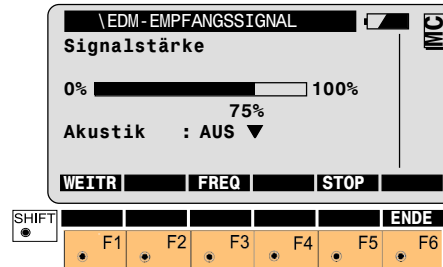 \EDM-EMPFANGSSIGNAL
MC
Signalstärke
0% 100%
75%
Akustik : AUS ▼
WEITR FREQ STOP
SHIFT ENDE
F1 F2 F3 F4 F5 F6